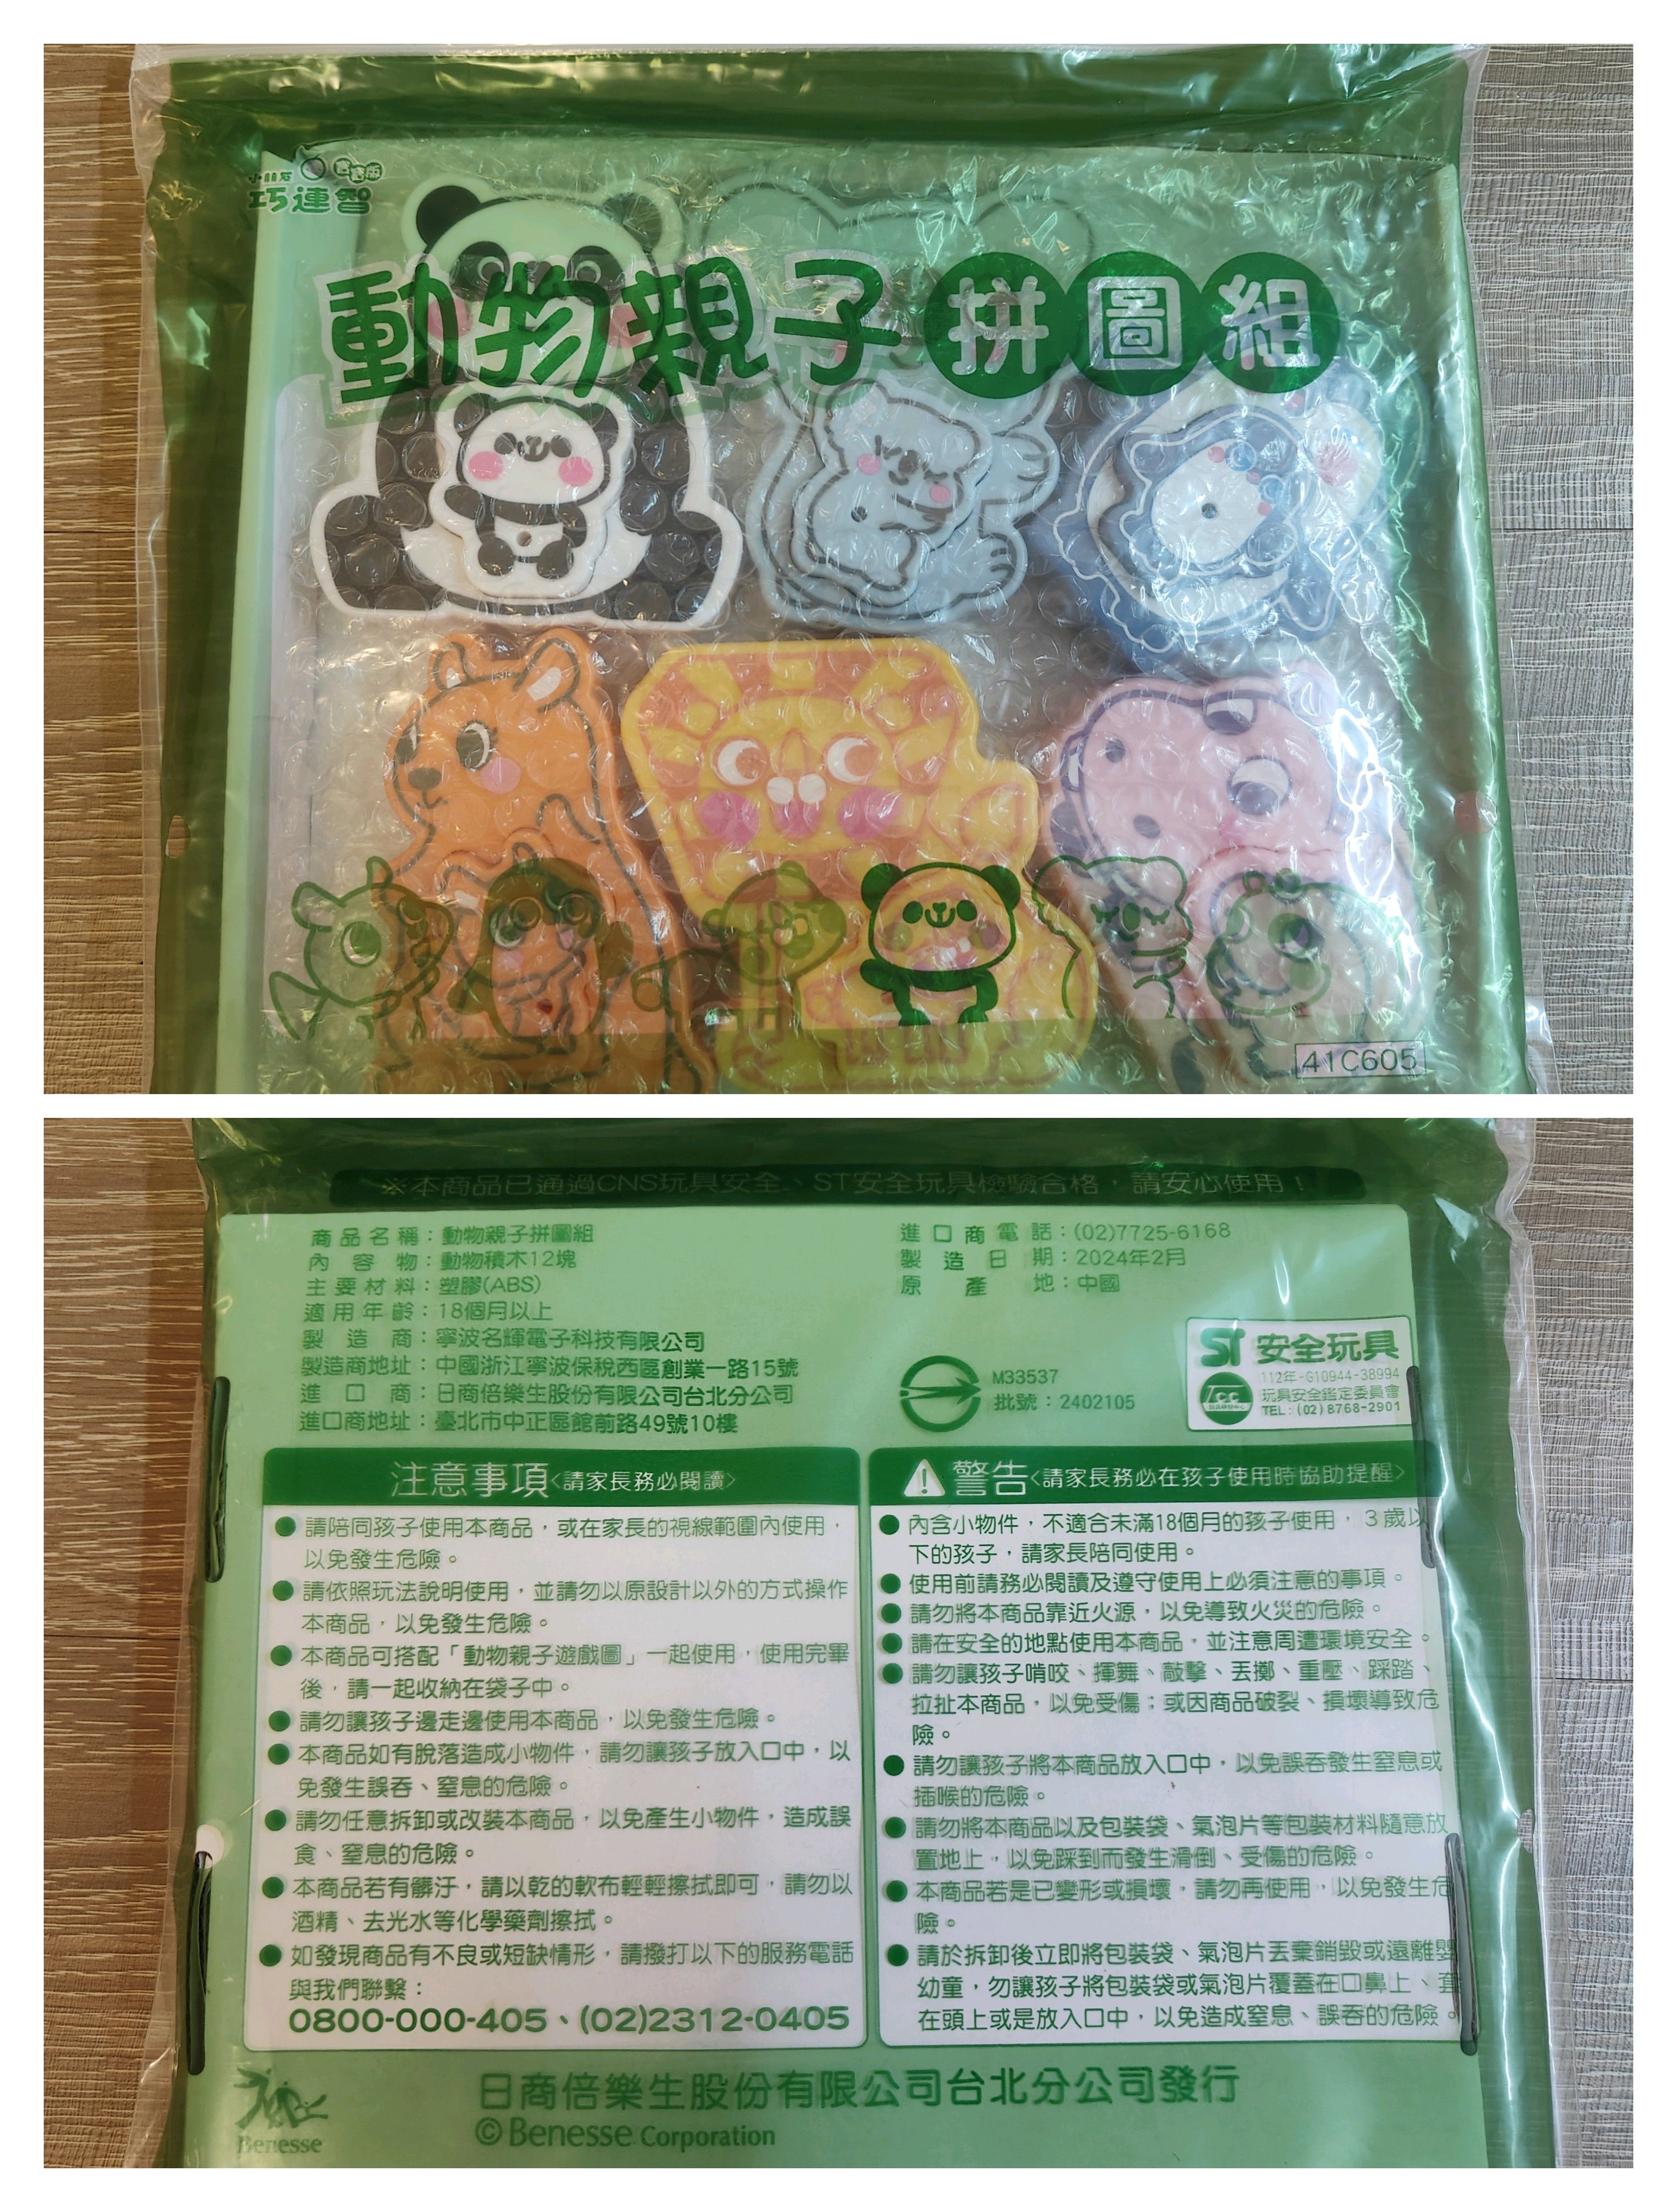 小朋友
巧連智
寶寶版
動物親子拼圖組
41C605
※本商品已通過CNS玩具安全、ST安全玩具檢驗合格，請安心使用！
商品名稱：動物親子拼圖組
內容物：動物積木12塊
主要材料：塑膠(ABS)
適用年齡：18個月以上
製造商：寧波名輝電子科技有限公司
製造商地址：中國浙江寧波保稅西區創業一路15號
進口商：日商倍樂生股份有限公司台北分公司
進口商地址：臺北市中正區館前路49號10樓
進口商電話：(02)7725-6168
製造日期：2024年2月
原產地：中國
M33537
批號：2402105
ST 安全玩具
112年-G10944-38994
玩具安全鑑定委員會
TEL:(02)8768-2901
注意事項〈請家長務必閱讀〉
●請陪同孩子使用本商品，或在家長的視線範圍內使用，
以免發生危險。
●請依照玩法說明使用，並請勿以原設計以外的方式操作
本商品，以免發生危險。
●本商品可搭配「動物親子遊戲圖」一起使用，使用完畢
後，請一起收納在袋子中。
●請勿讓孩子邊走邊使用本商品，以免發生危險。
●本商品如有脫落造成小物件，請勿讓孩子放入口中，以
免發生誤吞、窒息的危險。
●請勿任意拆卸或改裝本商品，以免產生小物件，造成誤
食、窒息的危險。
●本商品若有髒汙，請以乾的軟布輕輕擦拭即可，請勿以
酒精、去光水等化學藥劑擦拭。
●如發現商品有不良或短缺情形，請撥打以下的服務電話
與我們聯繫：
0800-000-405、(02)2312-0405
警告〈請家長務必在孩子使用時協助提醒〉
●內含小物件，不適合未滿18個月的孩子使用，3歲以
下的孩子，請家長陪同使用。
●使用前請務必閱讀及遵守使用上必須注意的事項。
●請勿將本商品靠近火源，以免導致火災的危險。
●請在安全的地點使用本商品，並注意周遭環境安全。
●請勿讓孩子啃咬、揮舞、敲擊、丟擲、重壓、踩踏、
拉扯本商品，以免受傷；或因商品破裂、損壞導致危
險。
●請勿讓孩子將本商品放入口中，以免誤吞發生窒息或
插喉的危險。
●請勿將本商品以及包裝袋、氣泡片等包裝材料隨意放
置地上，以免踩到而發生滑倒、受傷的危險。
●本商品若是已變形或損壞，請勿再使用，以免發生危
險。
●請於拆卸後立即將包裝袋、氣泡片丟棄銷毀或遠離嬰
幼童，勿讓孩子將包裝袋或氣泡片覆蓋在口鼻上、套
在頭上或是放入口中，以免造成窒息、誤吞的危險。
Benesse
日商倍樂生股份有限公司台北分公司發行
© Benesse Corporation